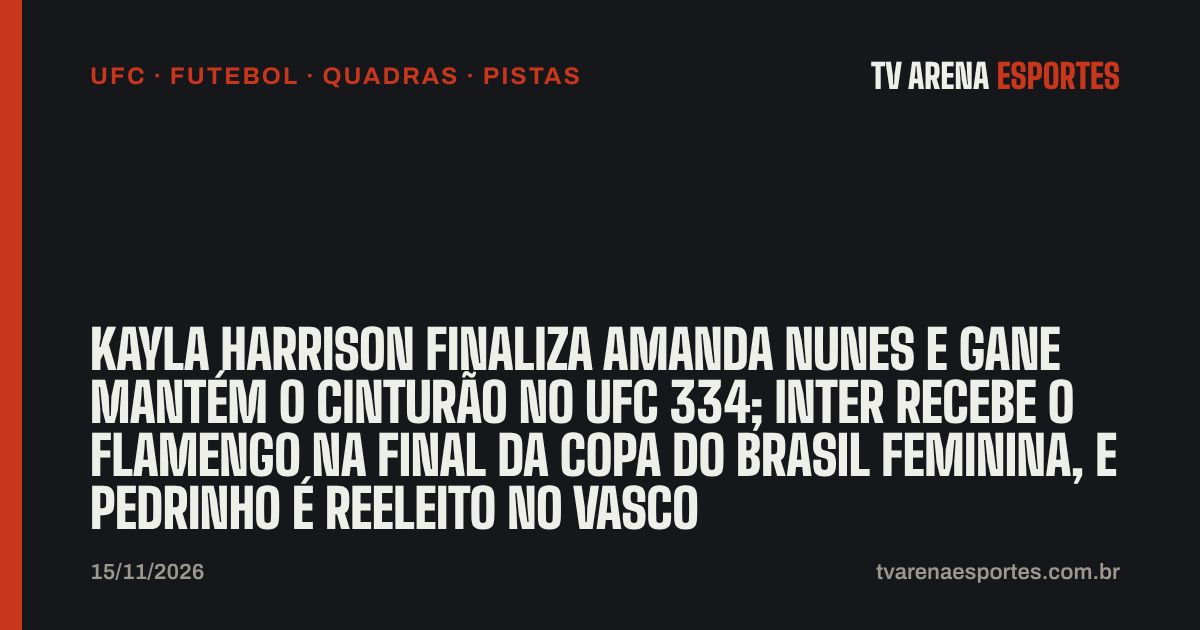 UFC · FUTEBOL · QUADRAS · PISTAS
TV ARENA ESPORTES
KAYLA HARRISON FINALIZA AMANDA NUNES E GANE
MANTÉM O CINTURÃO NO UFC 334; INTER RECEBE O
FLAMENGO NA FINAL DA COPA DO BRASIL FEMININA, E
PEDRINHO É REELEITO NO VASCO
15/11/2026
tvarenaesportes.com.br